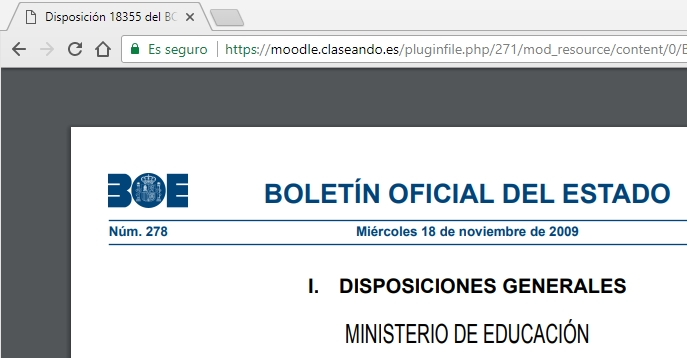 Disposición 18355 del BO
Es seguro | https://moodle.claseando.es/pluginfile.php/271/mod_resource/content/0/B
BOE
BOLETÍN OFICIAL DEL ESTADO
Núm. 278 Miércoles 18 de noviembre de 2009
I. DISPOSICIONES GENERALES
MINISTERIO DE EDUCACIÓN